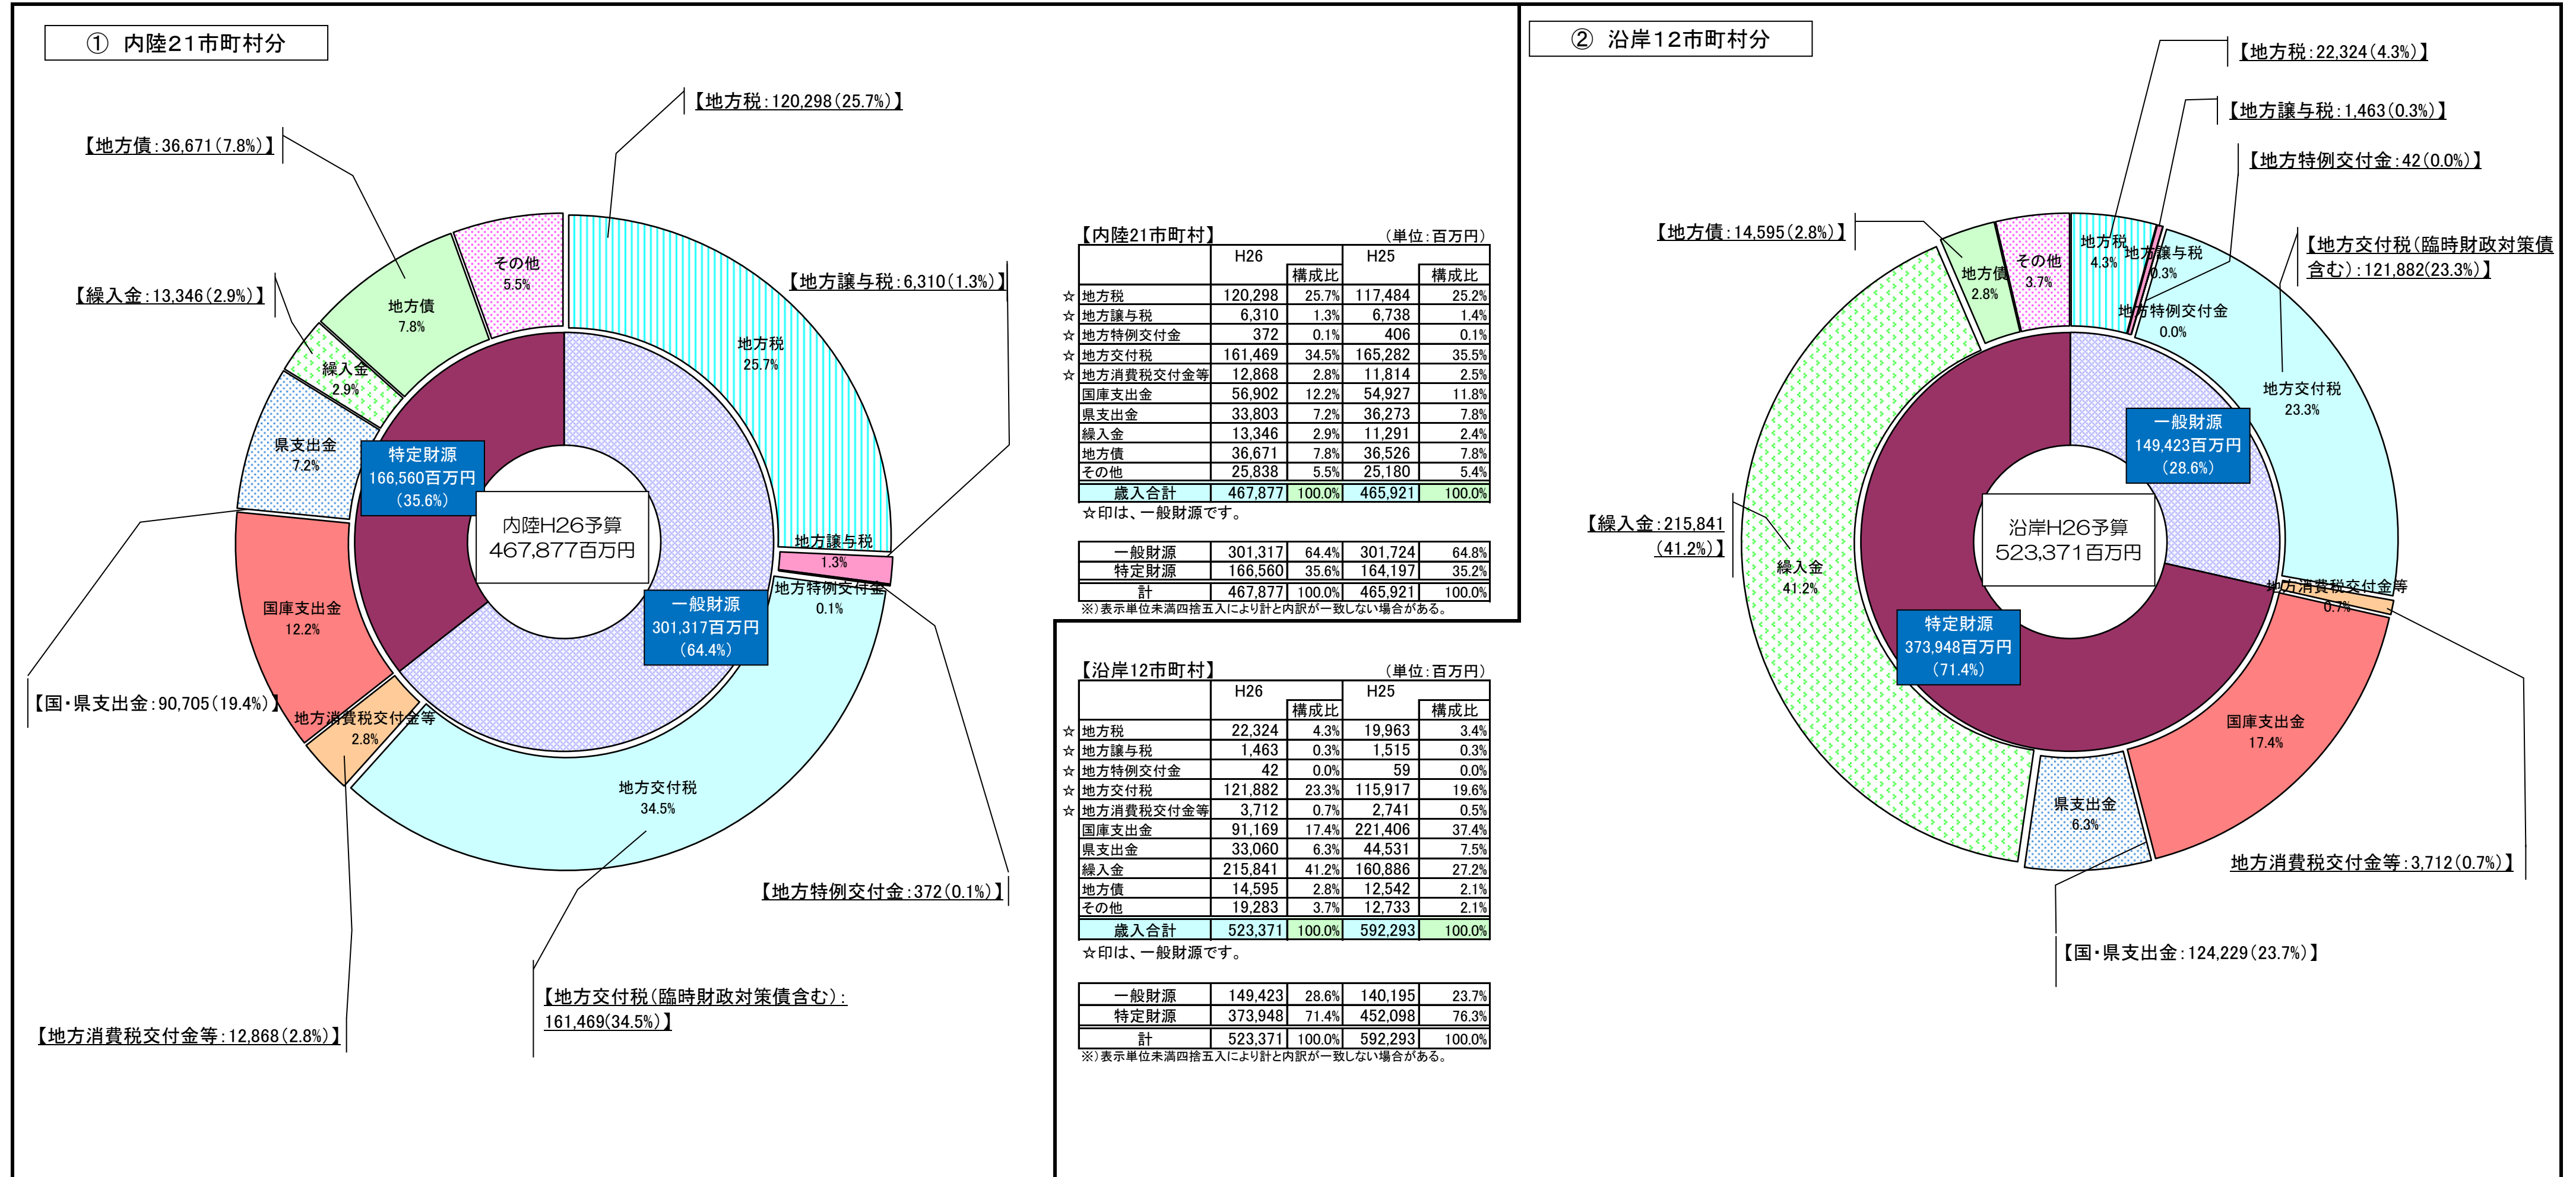 ① 内陸21市町村分
【地方税：120,298（25.7%）】
【地方債：36,671（7.8%）】
【繰入金：13,346（2.9%）】
【地方譲与税：6,310（1.3%）】
その他
5.5%
地方債
7.8%
繰入金
2.9%
県支出金
7.2%
国庫支出金
12.2%
地方消費税交付金等
2.8%
地方税
25.7%
地方譲与税
1.3%
地方特例交付金
0.1%
地方交付税
34.5%
特定財源
166,560百万円
（35.6%）
内陸H26予算
467,877百万円
一般財源
301,317百万円
（64.4%）
【国・県支出金：90,705（19.4%）】
【地方特例交付金：372（0.1%）】
【地方交付税（臨時財政対策債含む）：
161,469（34.5%）】
【地方消費税交付金等：12,868（2.8%）】
【内陸21市町村】 （単位：百万円）
H26 H25
構成比 構成比
☆ 地方税 120,298 25.7% 117,484 25.2%
☆ 地方譲与税 6,310 1.3% 6,738 1.4%
☆ 地方特例交付金 372 0.1% 406 0.1%
☆ 地方交付税 161,469 34.5% 165,282 35.5%
☆ 地方消費税交付金等 12,868 2.8% 11,814 2.5%
国庫支出金 56,902 12.2% 54,927 11.8%
県支出金 33,803 7.2% 36,273 7.8%
繰入金 13,346 2.9% 11,291 2.4%
地方債 36,671 7.8% 36,526 7.8%
その他 25,838 5.5% 25,180 5.4%
歳入合計 467,877 100.0% 465,921 100.0%
☆印は、一般財源です。
一般財源 301,317 64.4% 301,724 64.8%
特定財源 166,560 35.6% 164,197 35.2%
計 467,877 100.0% 465,921 100.0%
※）表示単位未満四捨五入により計と内訳が一致しない場合がある。
【沿岸12市町村】 （単位：百万円）
H26 H25
構成比 構成比
☆ 地方税 22,324 4.3% 19,963 3.4%
☆ 地方譲与税 1,463 0.3% 1,515 0.3%
☆ 地方特例交付金 42 0.0% 59 0.0%
☆ 地方交付税 121,882 23.3% 115,917 19.6%
☆ 地方消費税交付金等 3,712 0.7% 2,741 0.5%
国庫支出金 91,169 17.4% 221,406 37.4%
県支出金 33,060 6.3% 44,531 7.5%
繰入金 215,841 41.2% 160,886 27.2%
地方債 14,595 2.8% 12,542 2.1%
その他 19,283 3.7% 12,733 2.1%
歳入合計 523,371 100.0% 592,293 100.0%
☆印は、一般財源です。
一般財源 149,423 28.6% 140,195 23.7%
特定財源 373,948 71.4% 452,098 76.3%
計 523,371 100.0% 592,293 100.0%
※）表示単位未満四捨五入により計と内訳が一致しない場合がある。
② 沿岸12市町村分
【地方税：22,324（4.3%）】
【地方譲与税：1,463（0.3%）】
【地方特例交付金：42（0.0%）】
【地方債：14,595（2.8%）】
【地方交付税（臨時財政対策債
含む）：121,882（23.3%）】
【繰入金：215,841
（41.2%）】
地方税
4.3%
地方譲与税
0.3%
地方特例交付金
0.0%
その他
3.7%
地方債
2.8%
地方交付税
23.3%
一般財源
149,423百万円
（28.6%）
沿岸H26予算
523,371百万円
繰入金
41.2%
特定財源
373,948百万円
（71.4%）
地方消費税交付金等
0.7%
国庫支出金
17.4%
県支出金
6.3%
地方消費税交付金等：3,712（0.7%）】
【国・県支出金：124,229（23.7%）】